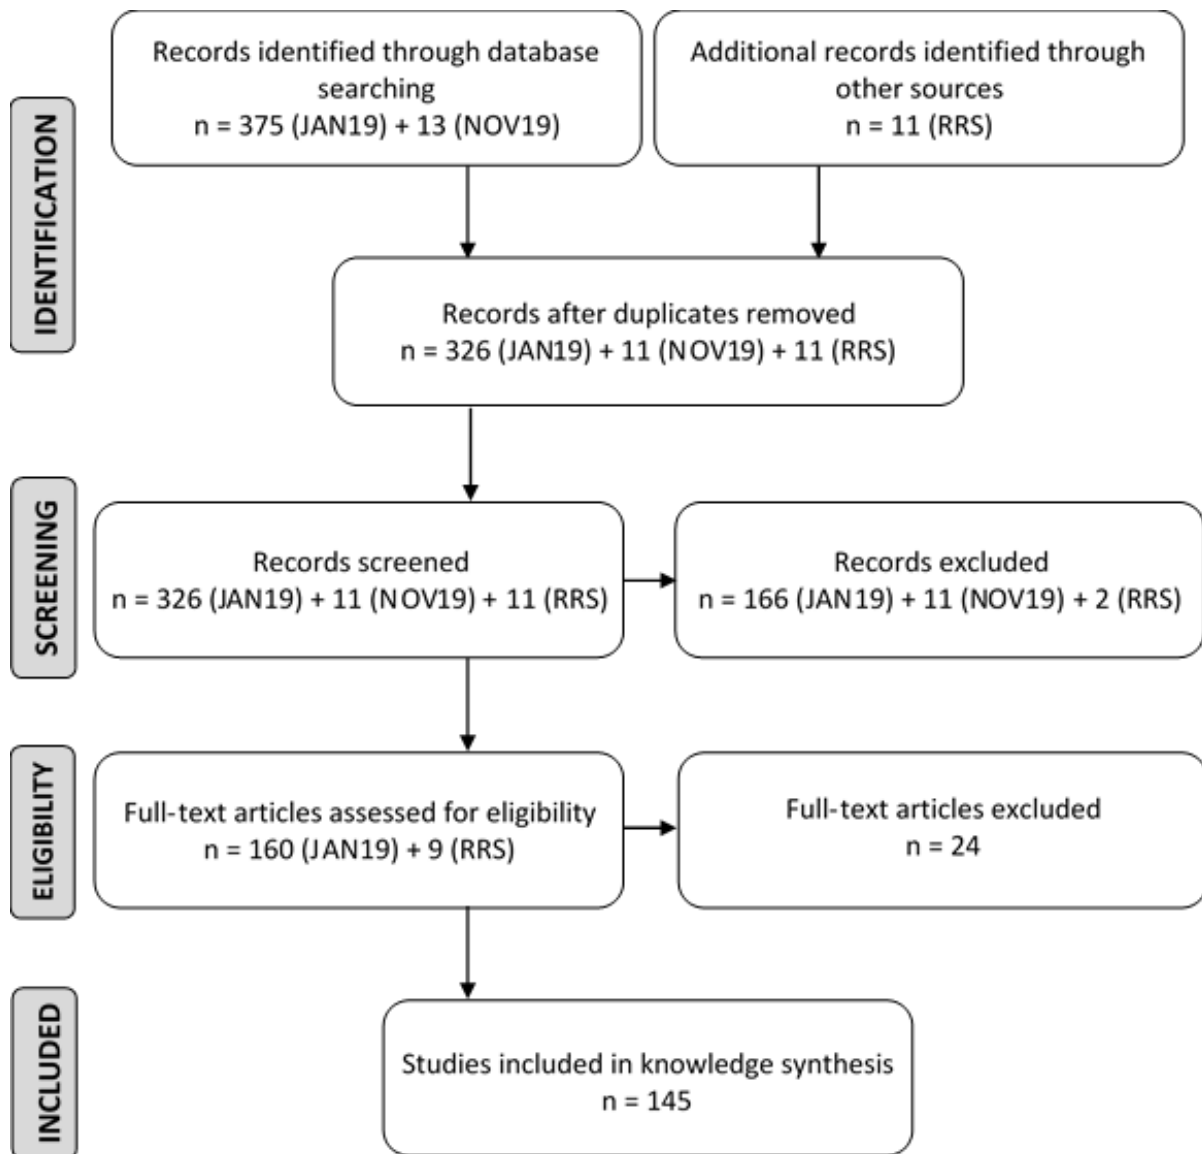 IDENTIFICATION
Records identified through database
searching
n = 375 (JAN19) + 13 (NOV19)
Additional records identified through
other sources
n = 11 (RRS)
Records after duplicates removed
n = 326 (JAN19) + 11 (NOV19) + 11 (RRS)
SCREENING
Records screened
n = 326 (JAN19) + 11 (NOV19) + 11 (RRS)
Records excluded
n = 166 (JAN19) + 11 (NOV19) + 2 (RRS)
ELIGIBILITY
Full-text articles assessed for eligibility
n = 160 (JAN19) + 9 (RRS)
Full-text articles excluded
n = 24
INCLUDED
Studies included in knowledge synthesis
n = 145